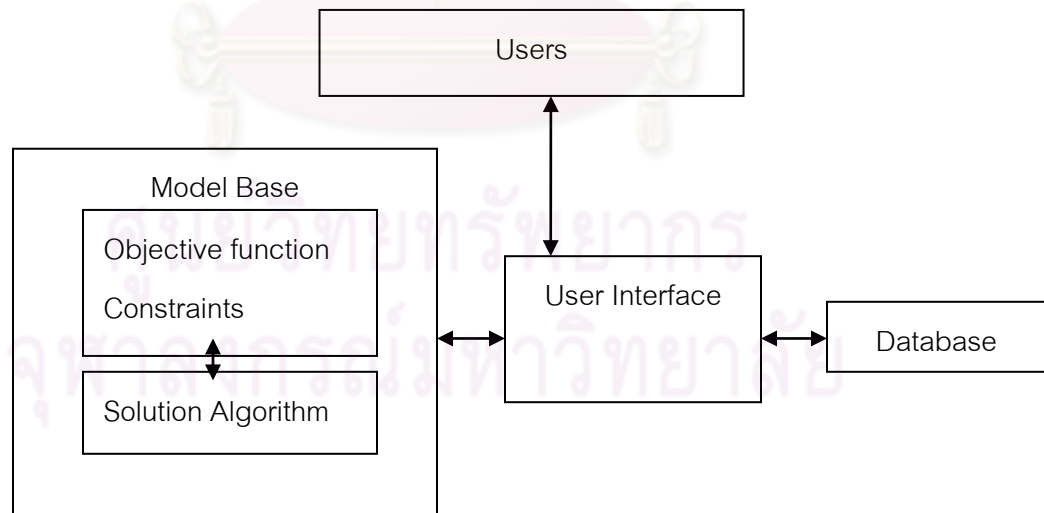 Users
Model Base
Objective function
Constraints
Solution Algorithm
User Interface
Database
ศูนย์วิทยทรัพยากร
จุฬาลงกรณ์มหาวิทยาลัย